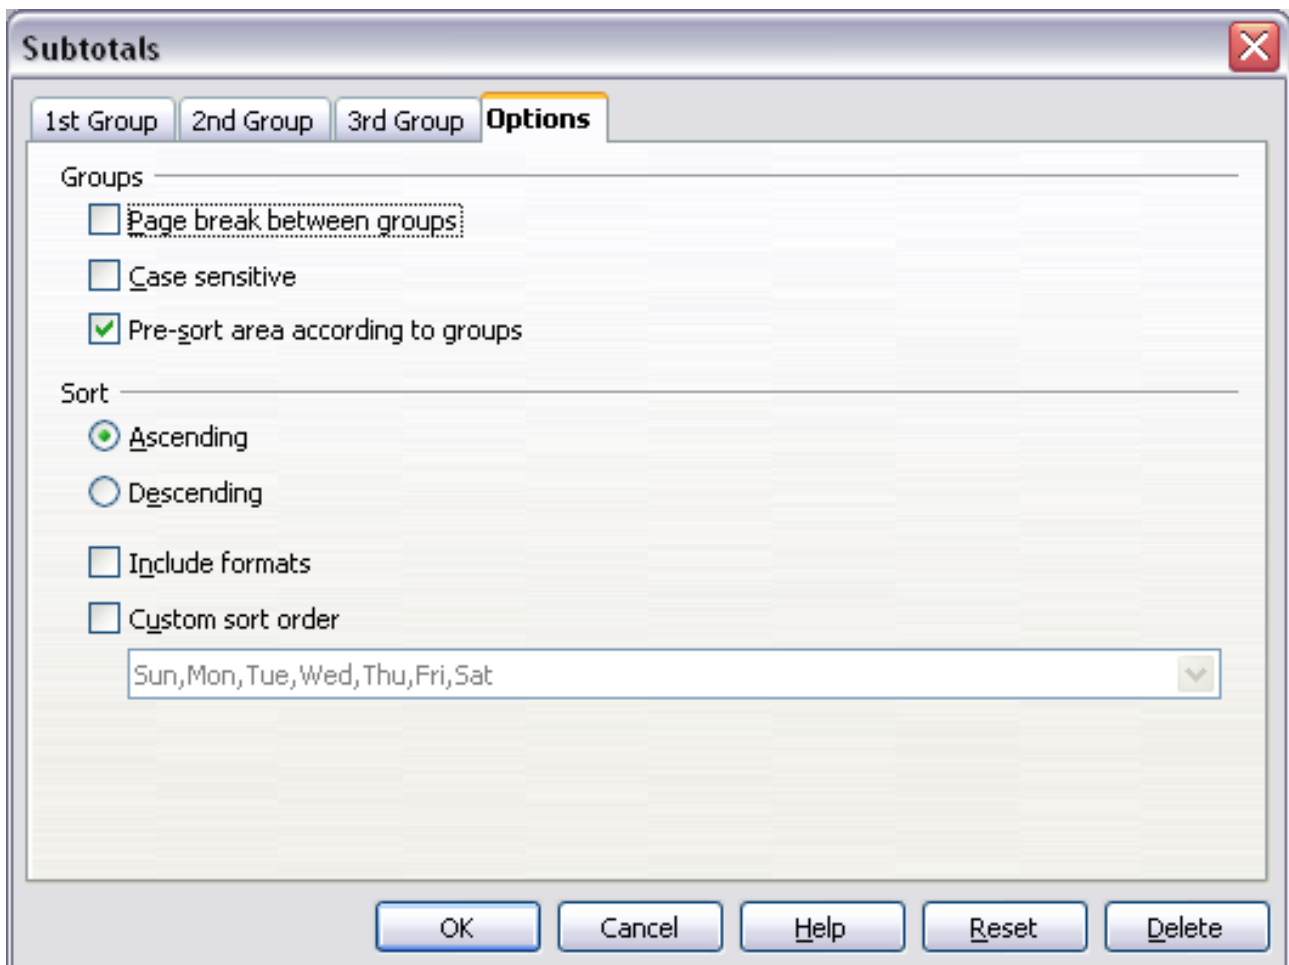 Subtotals
1st Group 2nd Group 3rd Group Options
Groups
Page break between groups
Case sensitive
Pre-sort area according to groups
Sort
Ascending
Descending
Include formats
Custom sort order
Sun,Mon,Tue,Wed,Thu,Fri,Sat
OK Cancel Help Reset Delete